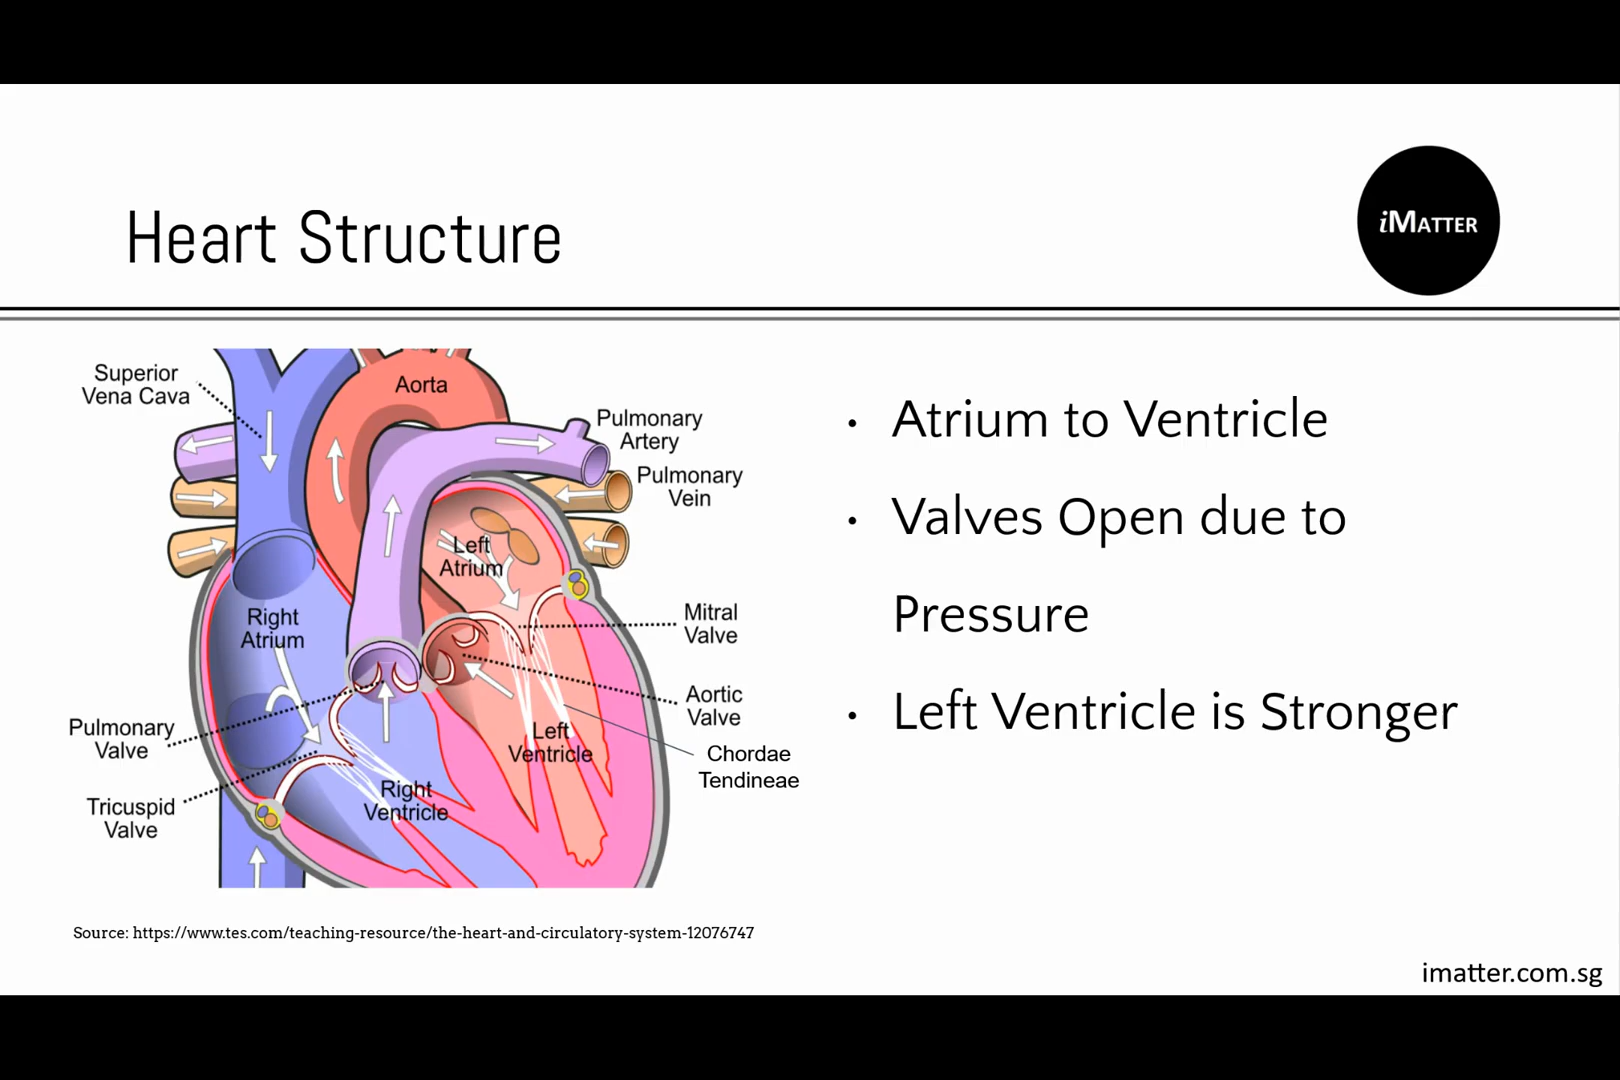 Heart Structure
iMATTER
Superior
Vena Cava
Aorta
Pulmonary
Artery
Pulmonary
Vein
Left
Atrium
Right
Atrium
Mitral
Valve
Aortic
Valve
Pulmonary
Valve
Left
Ventricle
Chordae
Tendineae
Tricuspid
Valve
Right
Ventricle
• Atrium to Ventricle
• Valves Open due to
Pressure
• Left Ventricle is Stronger
Source: https://www.tes.com/teaching-resource/the-heart-and-circulatory-system-12076747
imatter.com.sg